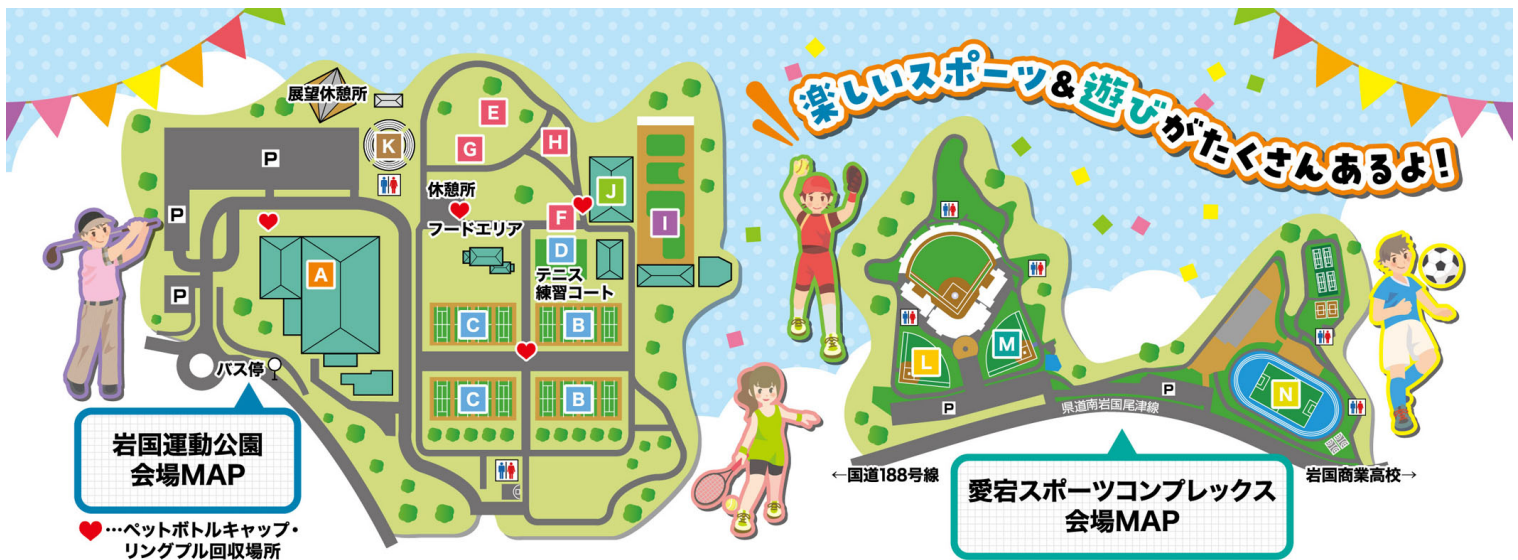 楽しいスポーツ&遊びがたくさんあるよ!
展望休憩所
P
K
E
G
H
J
I
休憩所
フードエリア
F
D
テニス
練習コート
P
A
P
C
B
C
B
バス停
岩国運動公園
会場MAP
…ペットボトルキャップ・
リングプル回収場所
L
M
N
P
P
県道南岩国尾津線
←国道188号線
岩国商業高校→
愛宕スポーツコンプレックス
会場MAP